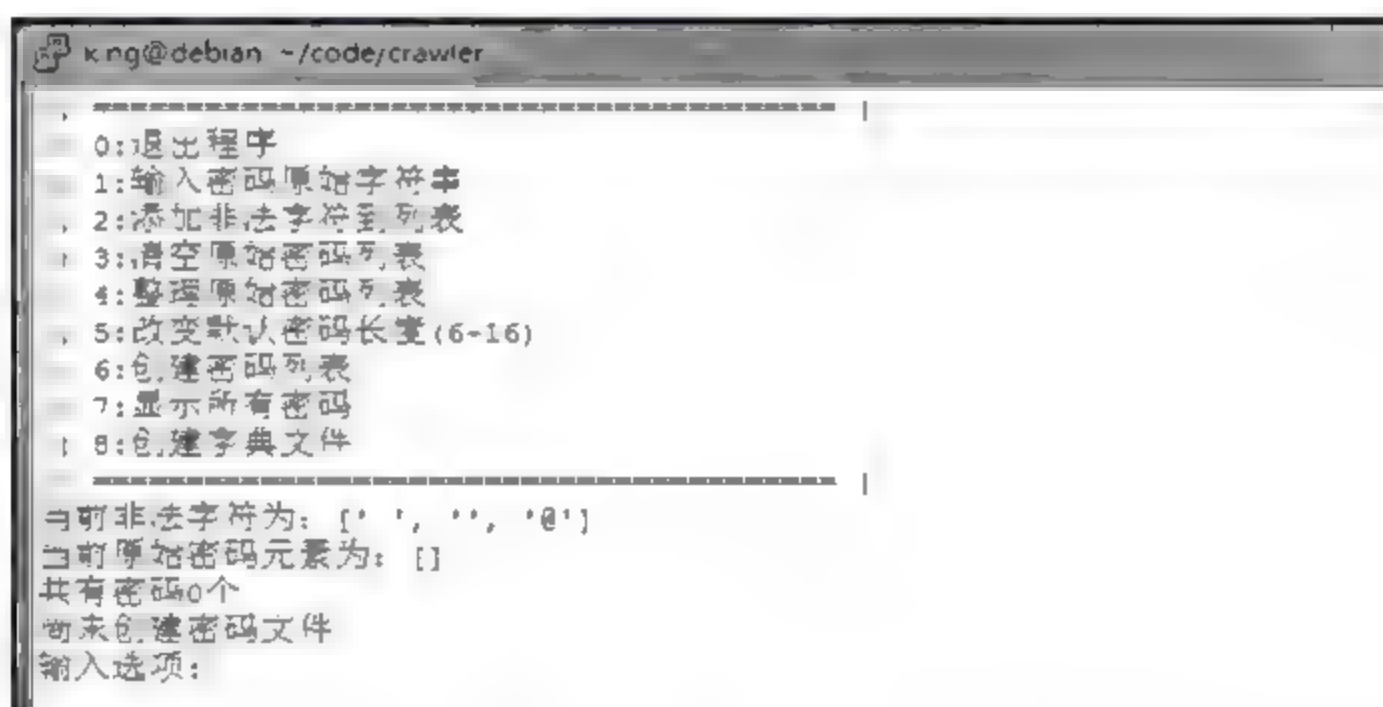 king@debian ~/code/crawler
0:退出程序
1:输入密码原始字符串
2:添加非法字符到列表
3:清空原始密码列表
4:整理原始密码列表
5:改变默认密码长度(6-16)
6:创建密码列表
7:显示所有密码
8:创建字典文件
当前非法字符为: [' ', '', '@']
当前原始密码元素为: []
共有密码0个
尚未创建密码文件
输入选项: